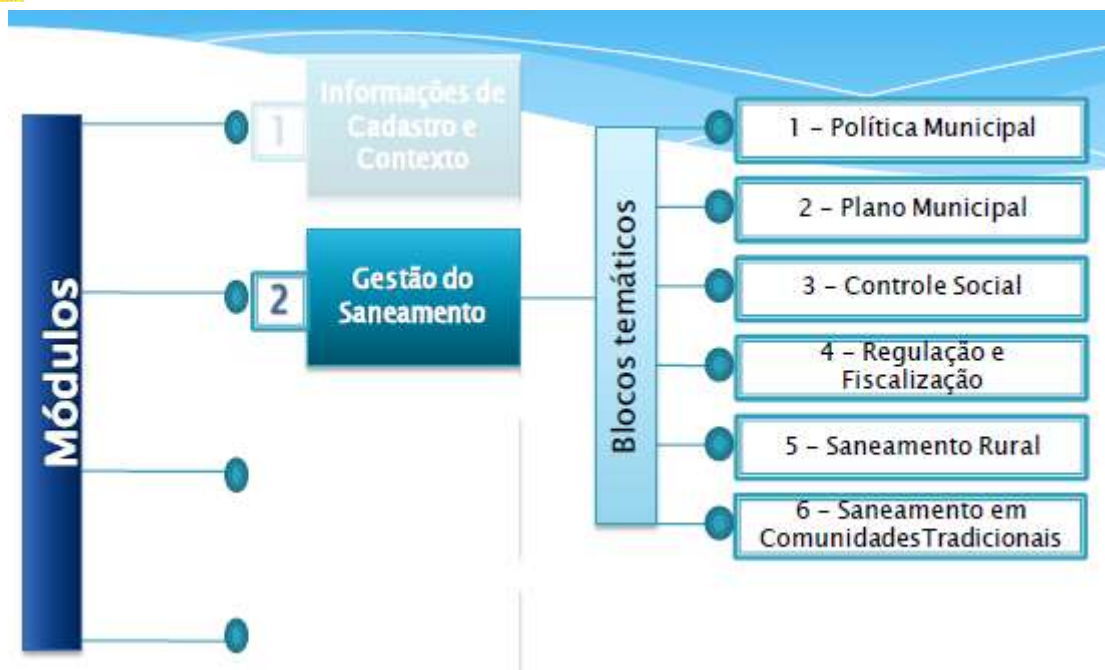 Módulos
1
Informações de
Cadastro e
Contexto
2
Gestão do
Saneamento
Blocos temáticos
1 – Política Municipal
2 – Plano Municipal
3 – Controle Social
4 – Regulação e
Fiscalização
5 – Saneamento Rural
6 – Saneamento em
ComunidadesTradicionais